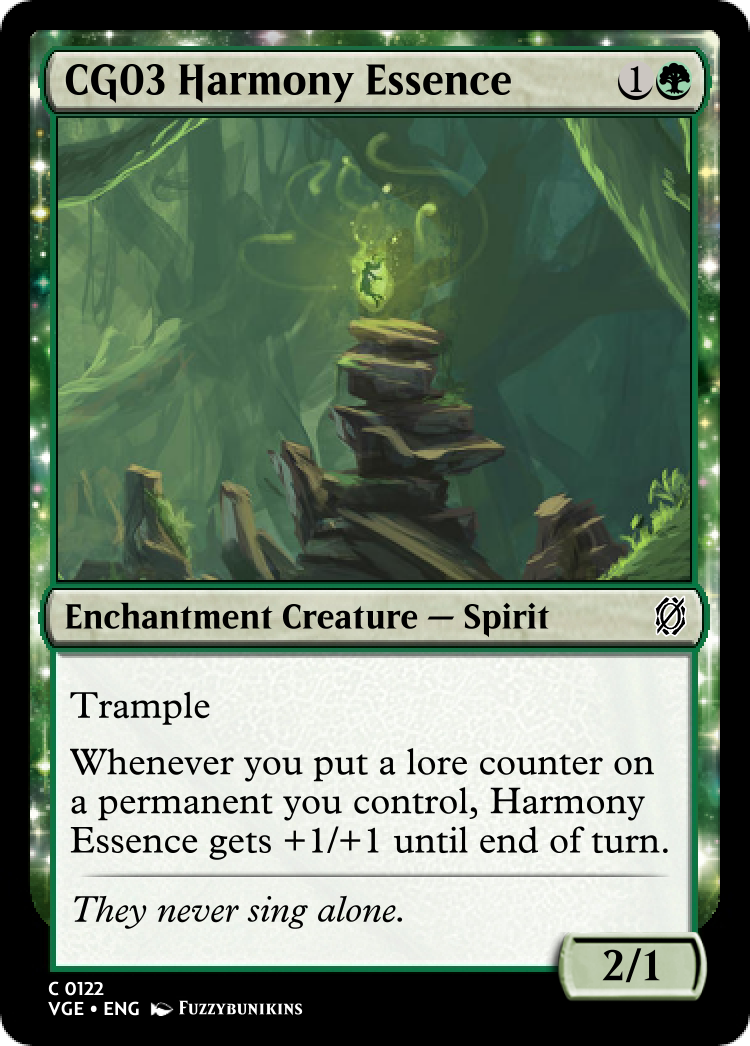 CG03 Harmony Essence 1
Enchantment Creature — Spirit
Trample
Whenever you put a lore counter on
a permanent you control, Harmony
Essence gets +1/+1 until end of turn.
They never sing alone.
2/1
C 0122
VGE • ENG Fuzzybunikins